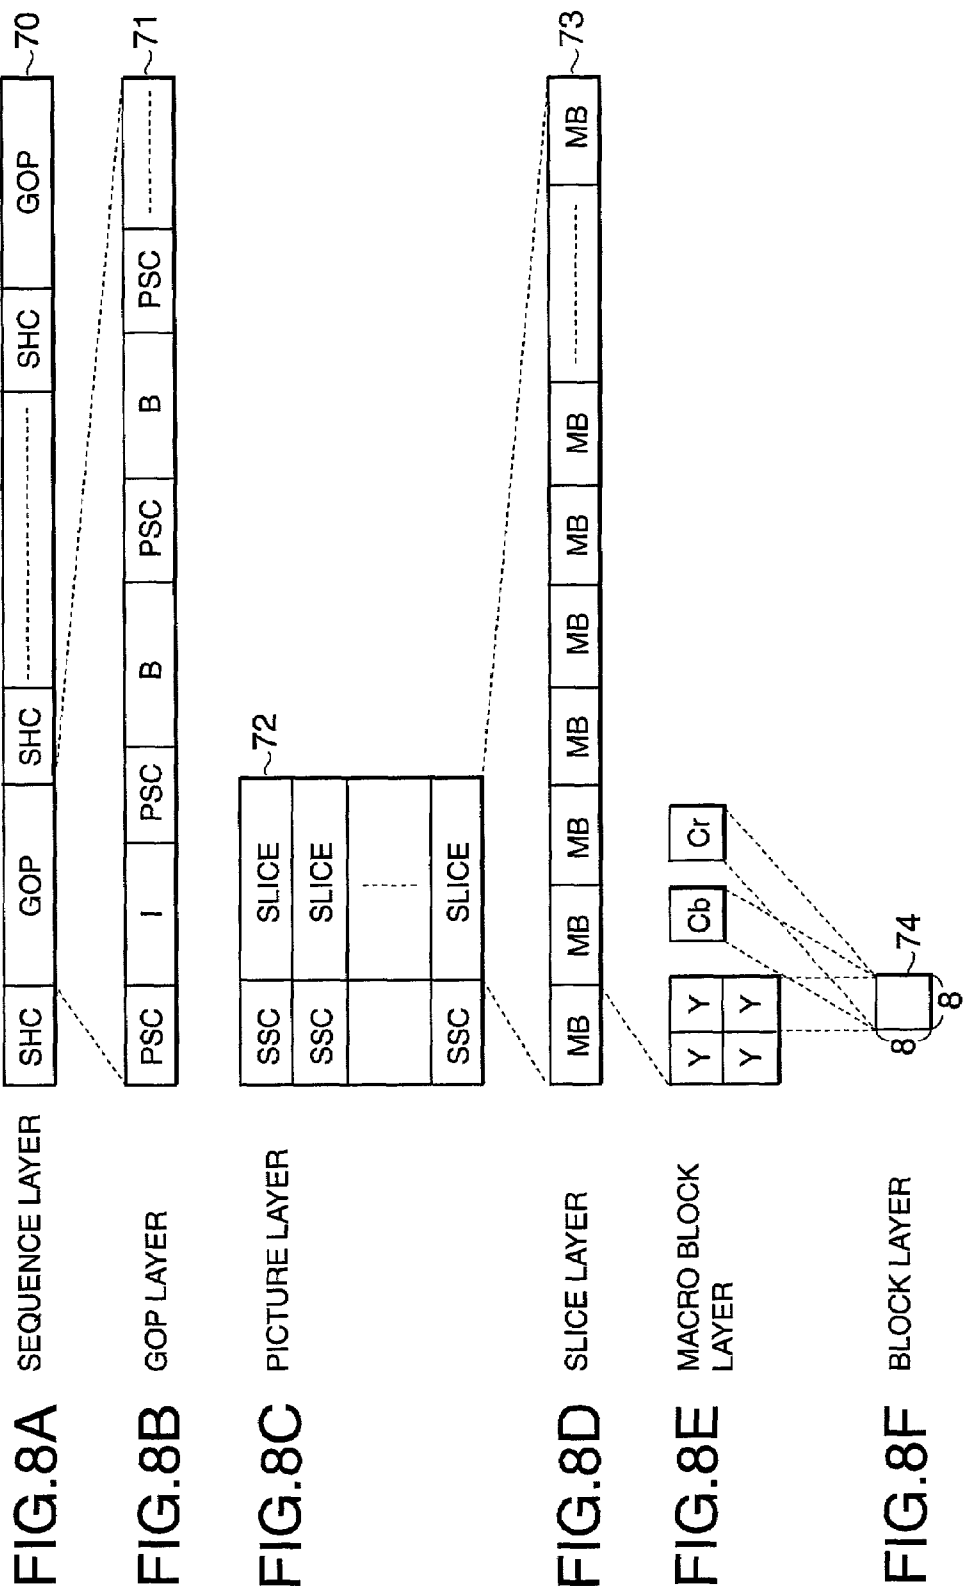 FIG.8A SEQUENCE LAYER
SHC GOP SHC SHC GOP 70
FIG.8B GOP LAYER
PSC I PSC B PSC B PSC 71
FIG.8C PICTURE LAYER
SSC SLICE 72
SSC SLICE
SSC SLICE
FIG.8D SLICE LAYER
MB MB MB MB MB MB MB MB 73
FIG.8E MACRO BLOCK
LAYER
Y Y Cb Cr
Y Y
FIG.8F BLOCK LAYER
8 74
8